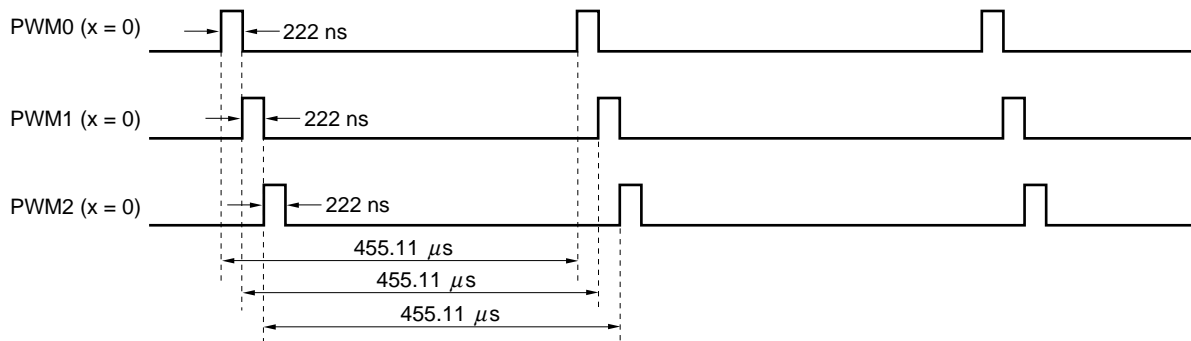 PWM0 (x = 0)
222 ns
PWM1 (x = 0)
222 ns
PWM2 (x = 0)
222 ns
455.11 μs
455.11 μs
455.11 μs